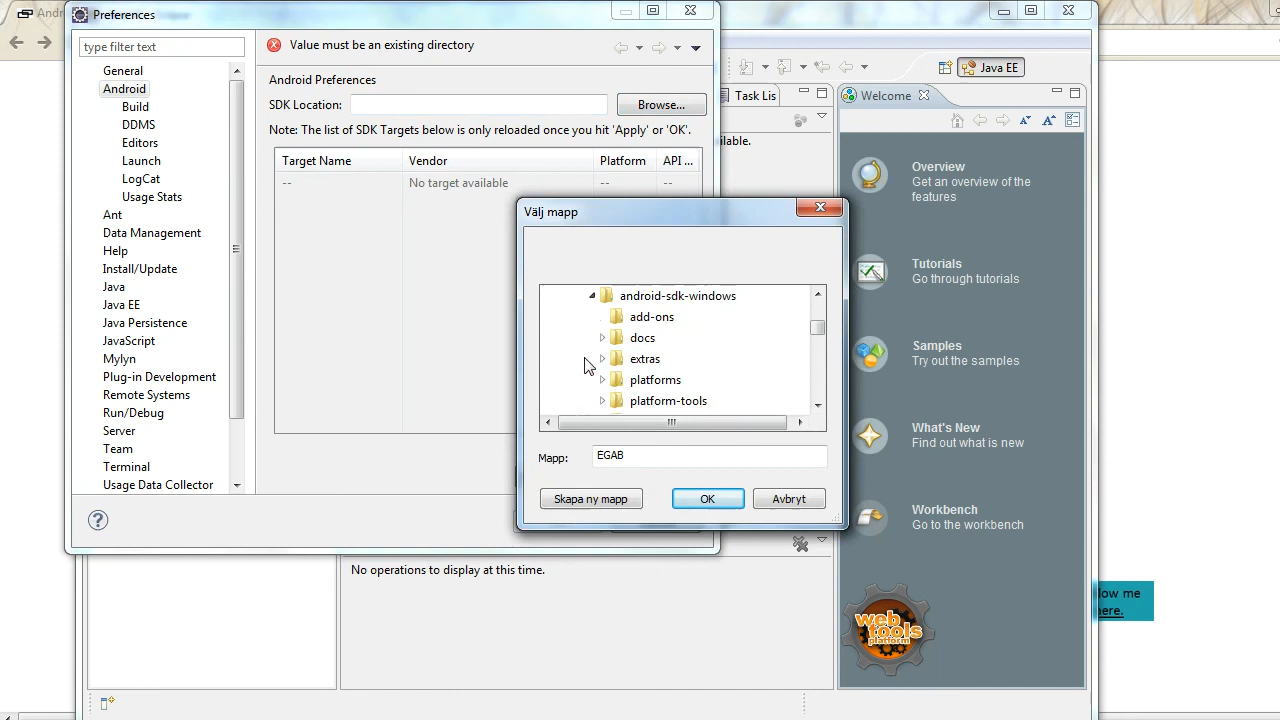 Andr
Preferences
type filter text
Value must be an existing directory
General
Android
Build
DDMS
Editors
Launch
LogCat
Usage Stats
Ant
Data Management
Help
Install/Update
Java
Java EE
Java Persistence
JavaScript
Mylyn
Plug-in Development
Remote Systems
Run/Debug
Server
Team
Terminal
Usage Data Collector
Android Preferences
SDK Location:
Browse...
Note: The list of SDK Targets below is only reloaded once you hit 'Apply' or 'OK'.
Target Name Vendor Platform API ...
-- No target available -- --
Välj mapp
android-sdk-windows
add-ons
docs
extras
platforms
platform-tools
Mapp: EGAB
Skapa ny mapp OK Avbryt
Java EE
Task Lis
ilable.
Welcome
Overview
Get an overview of the
features
Tutorials
Go through tutorials
Samples
Try out the samples
What's New
Find out what is new
Workbench
Go to the workbench
web
tools
platform
No operations to display at this time.
low me
here.